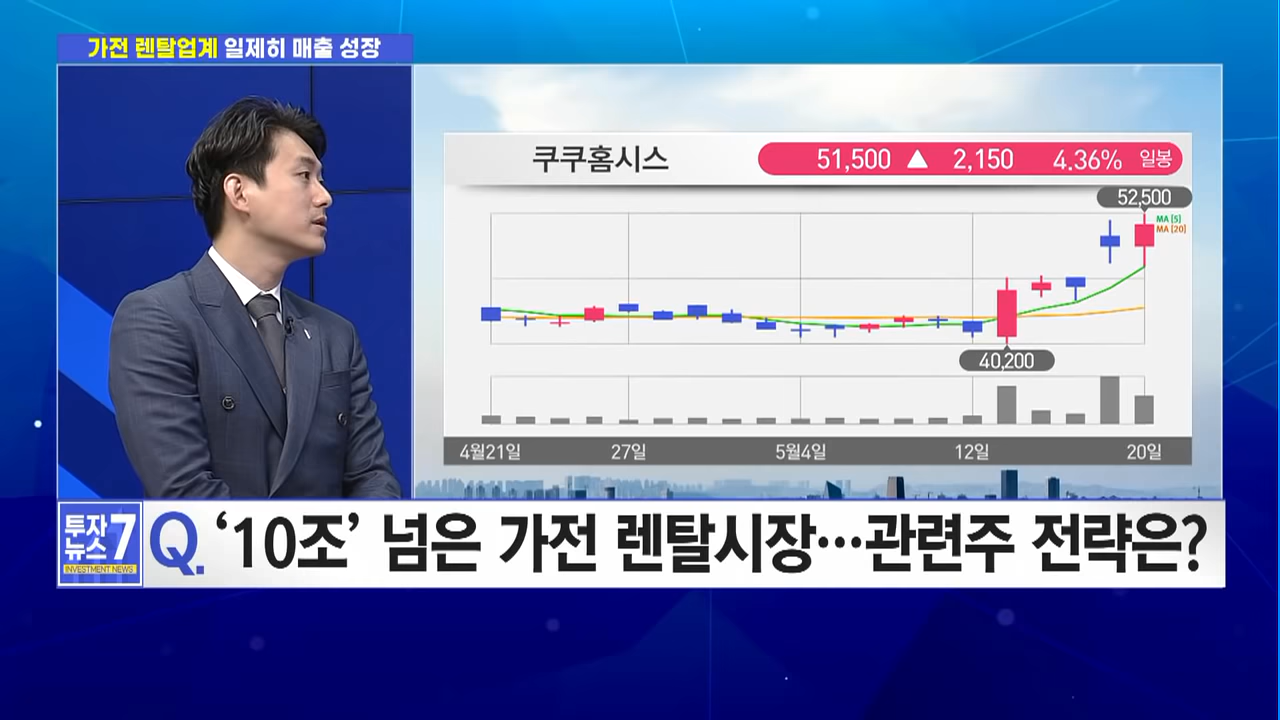 가전 렌탈업계 일제히 매출 성장
쿠쿠홈시스
51,500 ▲ 2,150 4.36% 일봉
52,500
MA [5]
MA [20]
40,200
4월21일 27일 5월4일 12일 20일
투자
뉴스 7
INVESTMENT NEWS
Q. ‘10조’ 넘은 가전 렌탈시장…관련주 전략은?